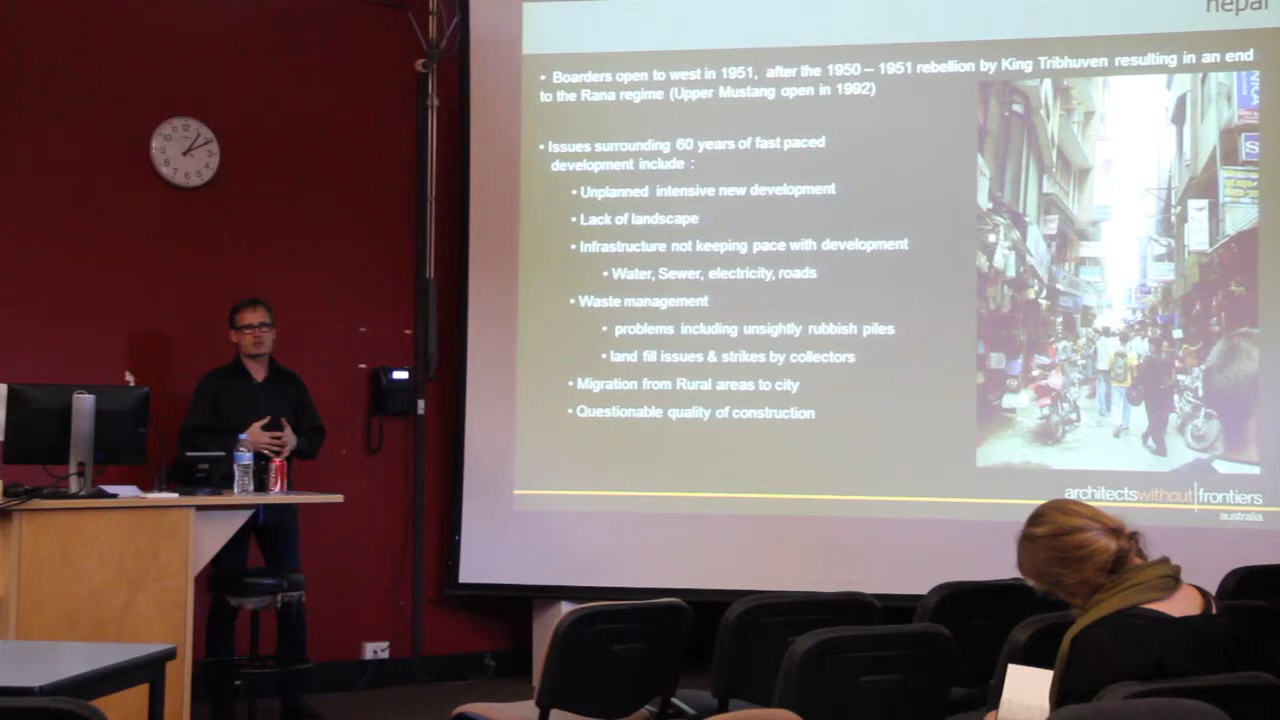 nepal
• Boarders open to west in 1951, after the 1950 – 1951 rebellion by King Tribhuven resulting in an end
to the Rana regime (Upper Mustang open in 1992)
• Issues surrounding 60 years of fast paced
development include :
• Unplanned intensive new development
• Lack of landscape
• Infrastructure not keeping pace with development
• Water, Sewer, electricity, roads
• Waste management
• problems including unsightly rubbish piles
• land fill issues & strikes by collectors
• Migration from Rural areas to city
• Questionable quality of construction
architectswithout|frontiers
australia